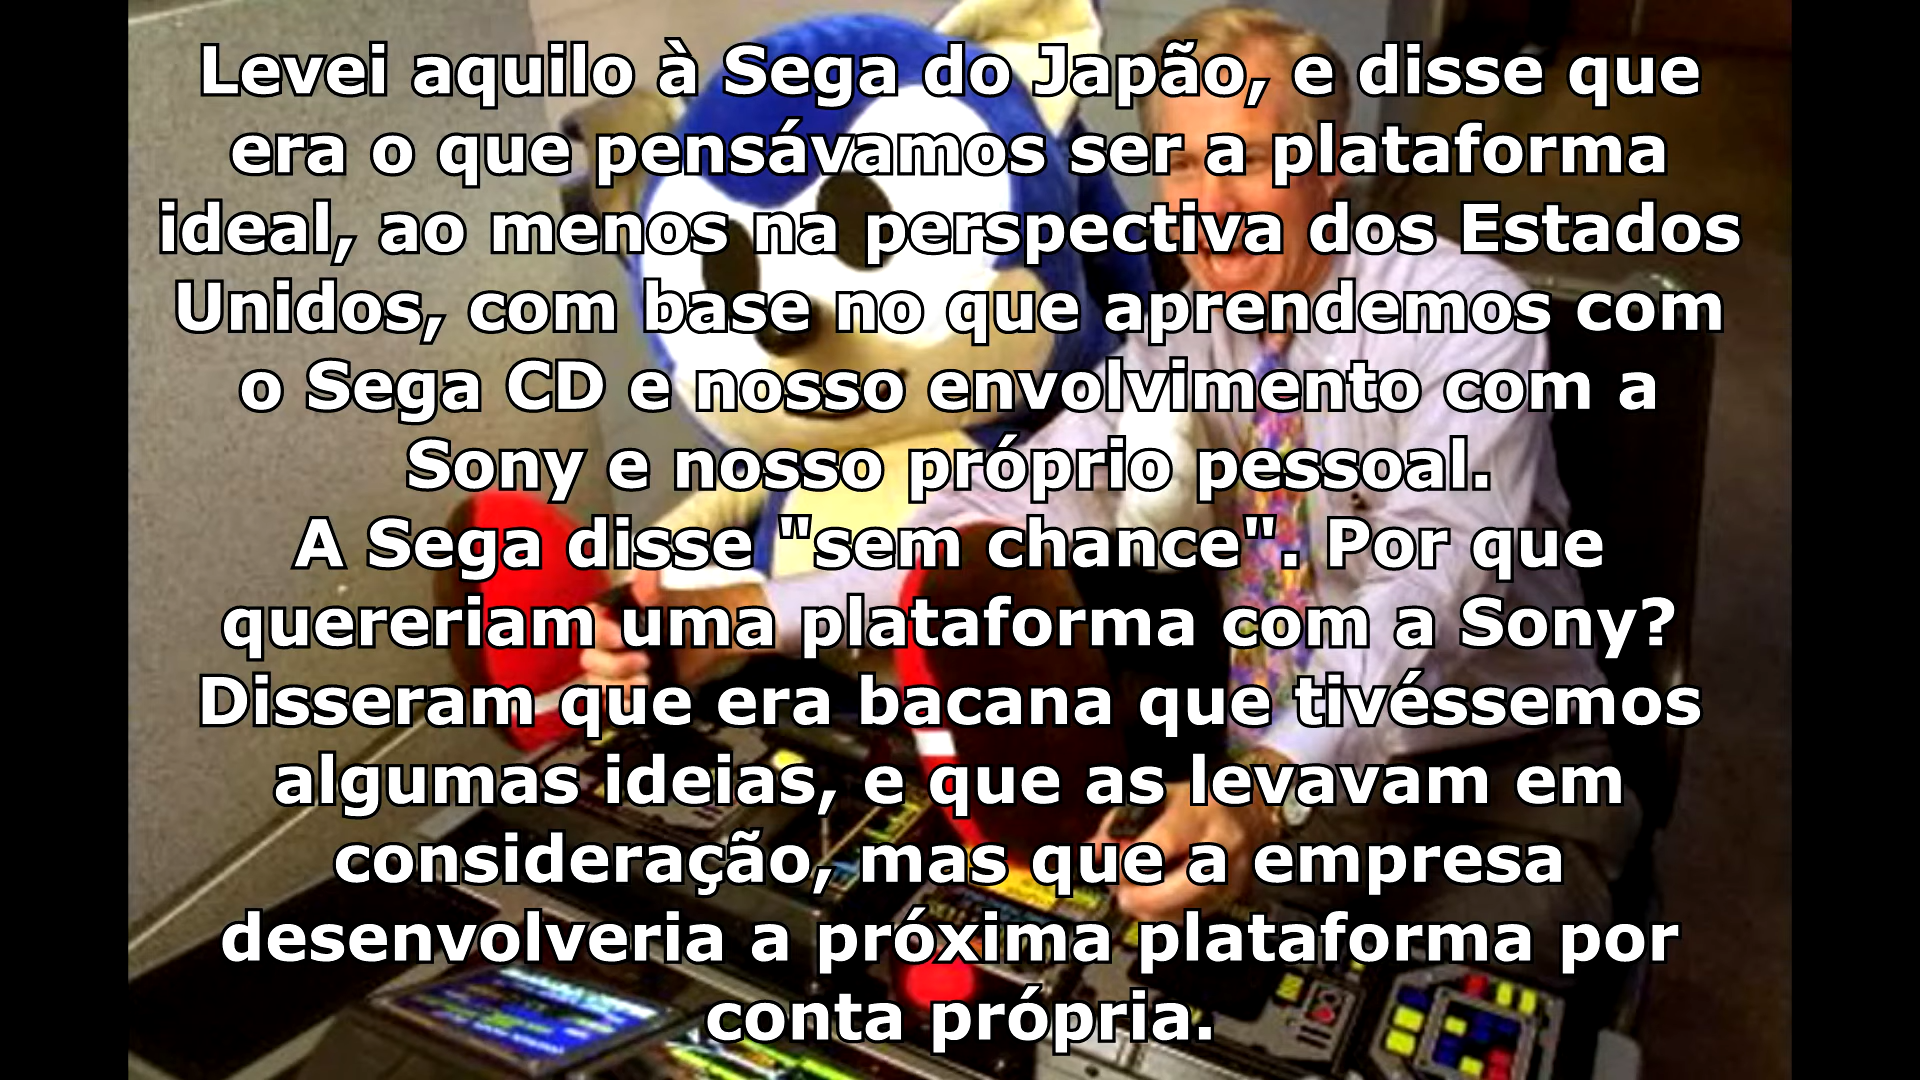 Levei aquilo à Sega do Japão, e disse que
era o que pensávamos ser a plataforma
ideal, ao menos na perspectiva dos Estados
Unidos, com base no que aprendemos com
o Sega CD e nosso envolvimento com a
Sony e nosso próprio pessoal.
A Sega disse "sem chance". Por que
quereriam uma plataforma com a Sony?
Disseram que era bacana que tivéssemos
algumas ideias, e que as levavam em
consideração, mas que a empresa
desenvolveria a próxima plataforma por
conta própria.